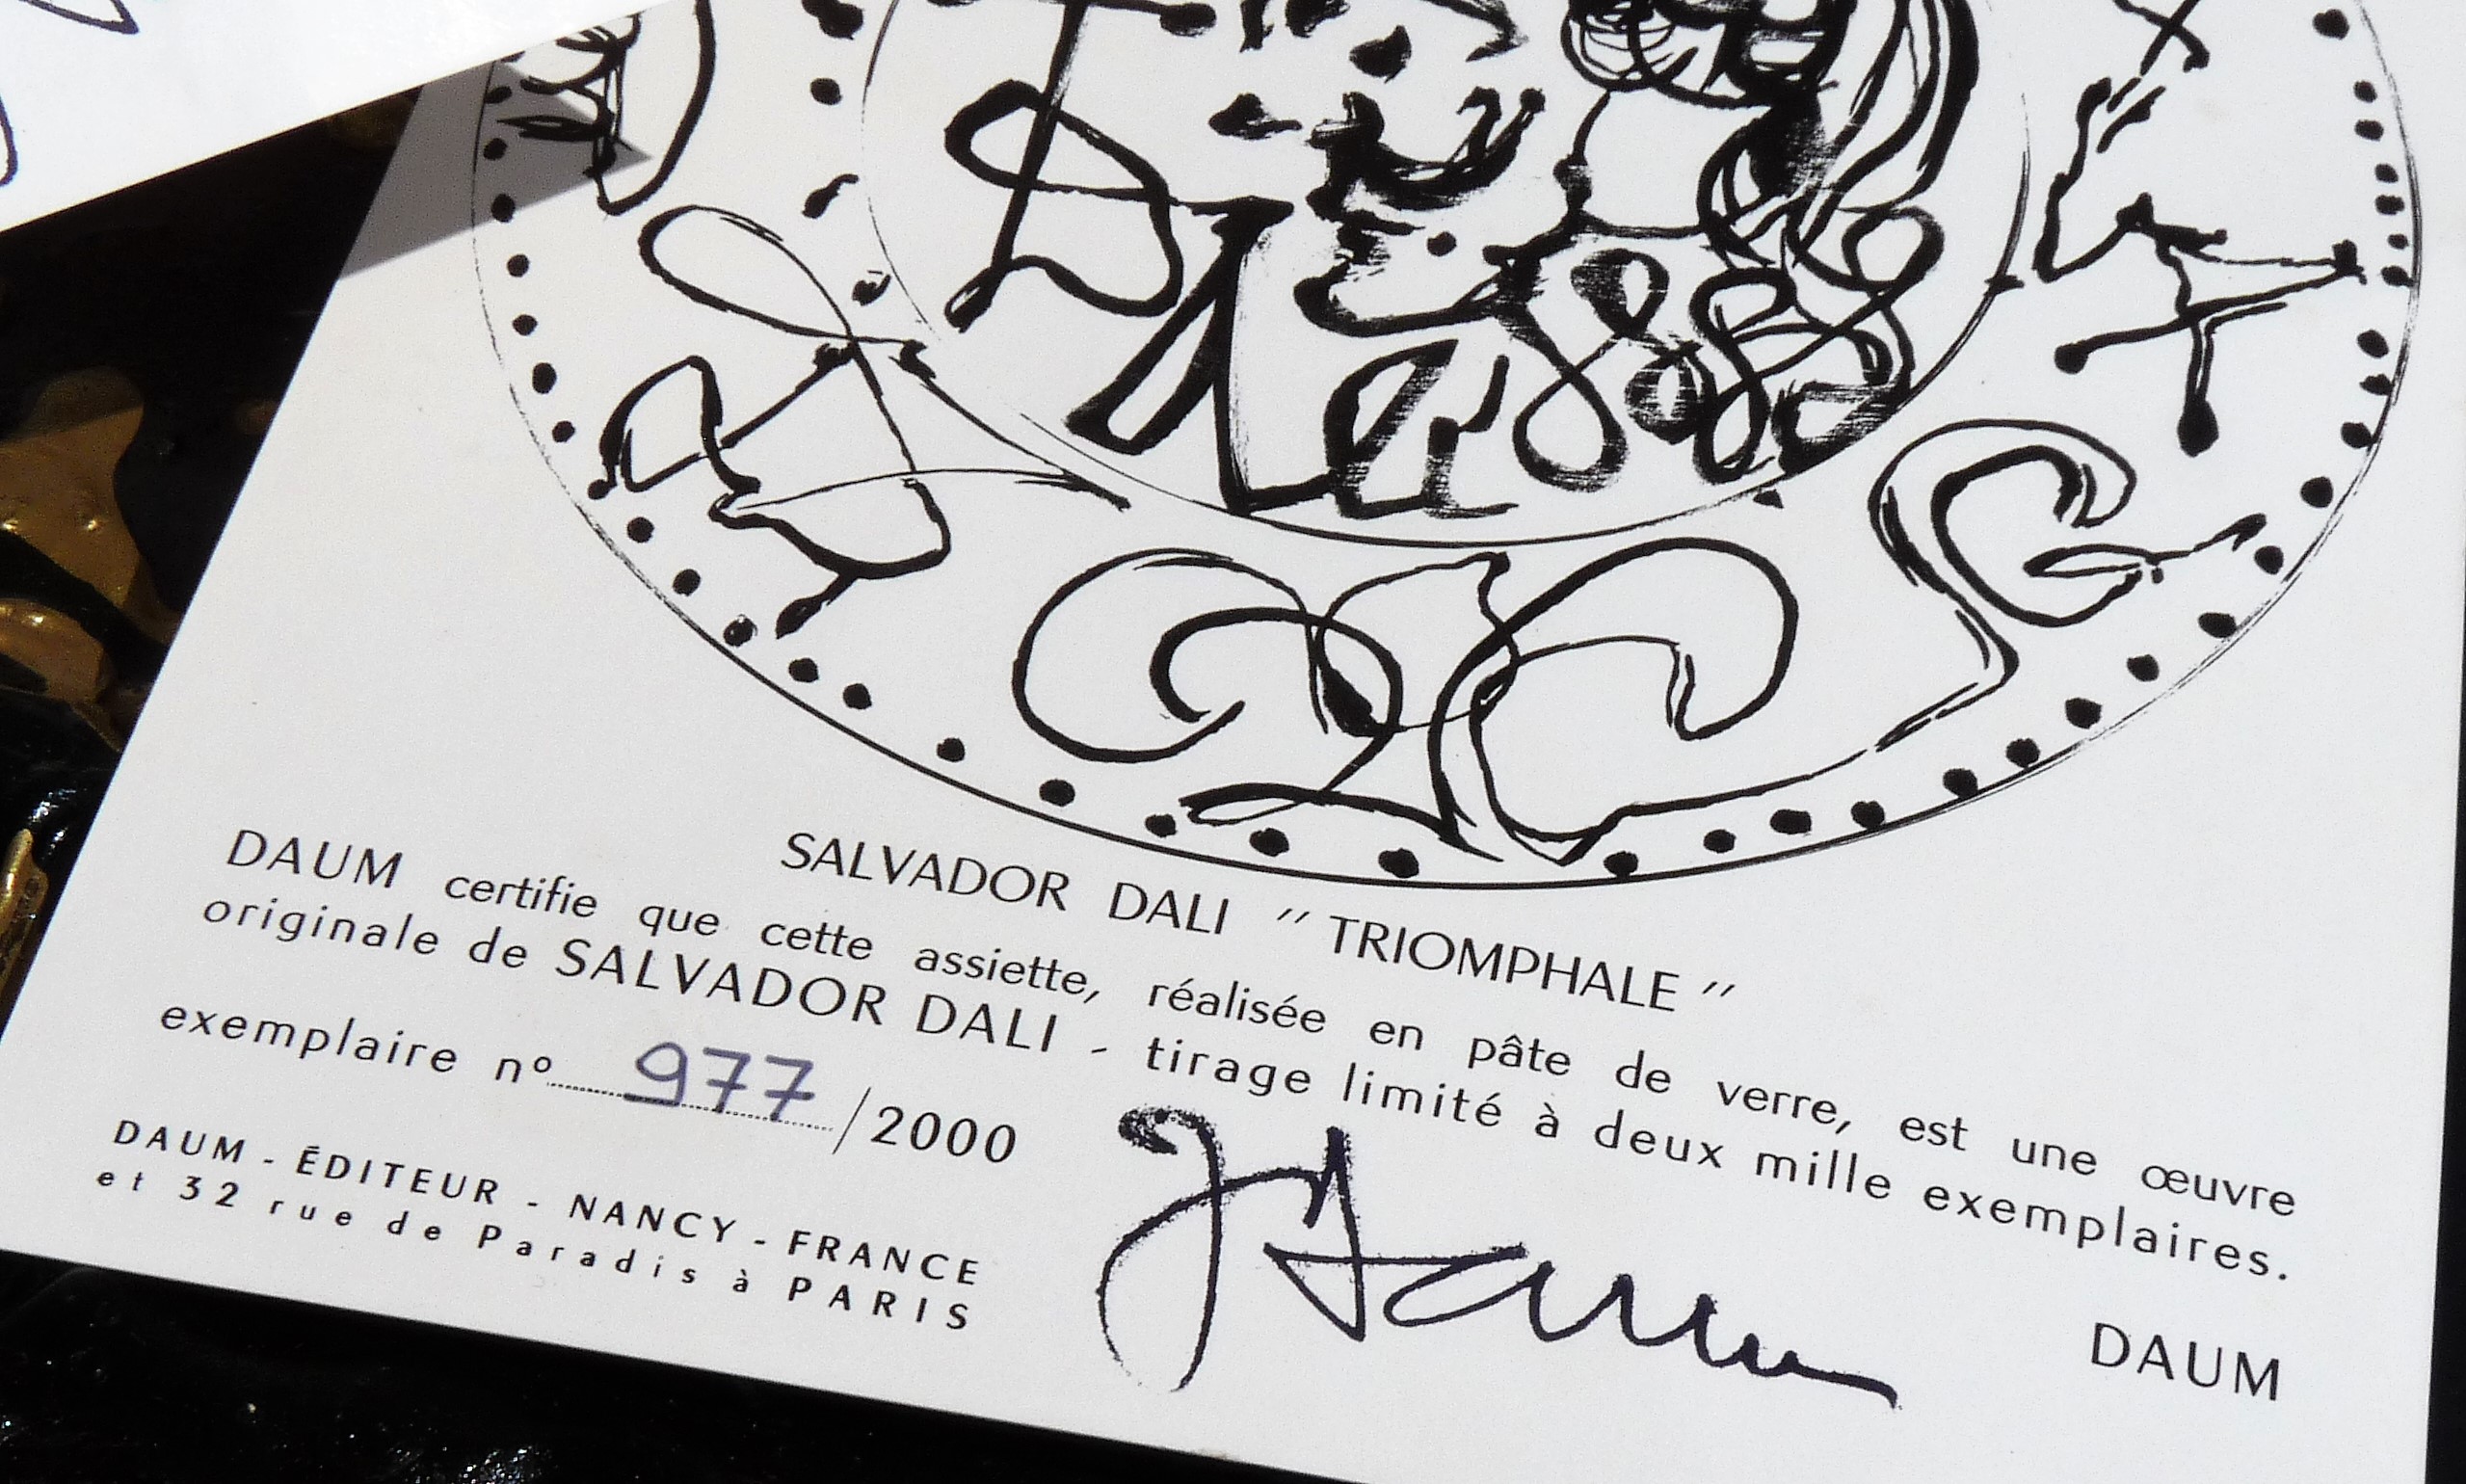 SALVADOR DALI " TRIOMPHALE "
DAUM certifie que cette assiette, réalisée en pâte de verre, est une œuvre
originale de SALVADOR DALI - tirage limité à deux mille exemplaires.
exemplaire nº 977 /2000
DAUM - ÉDITEUR - NANCY - FRANCE
et 32 rue de Paradis à PARIS
DAUM